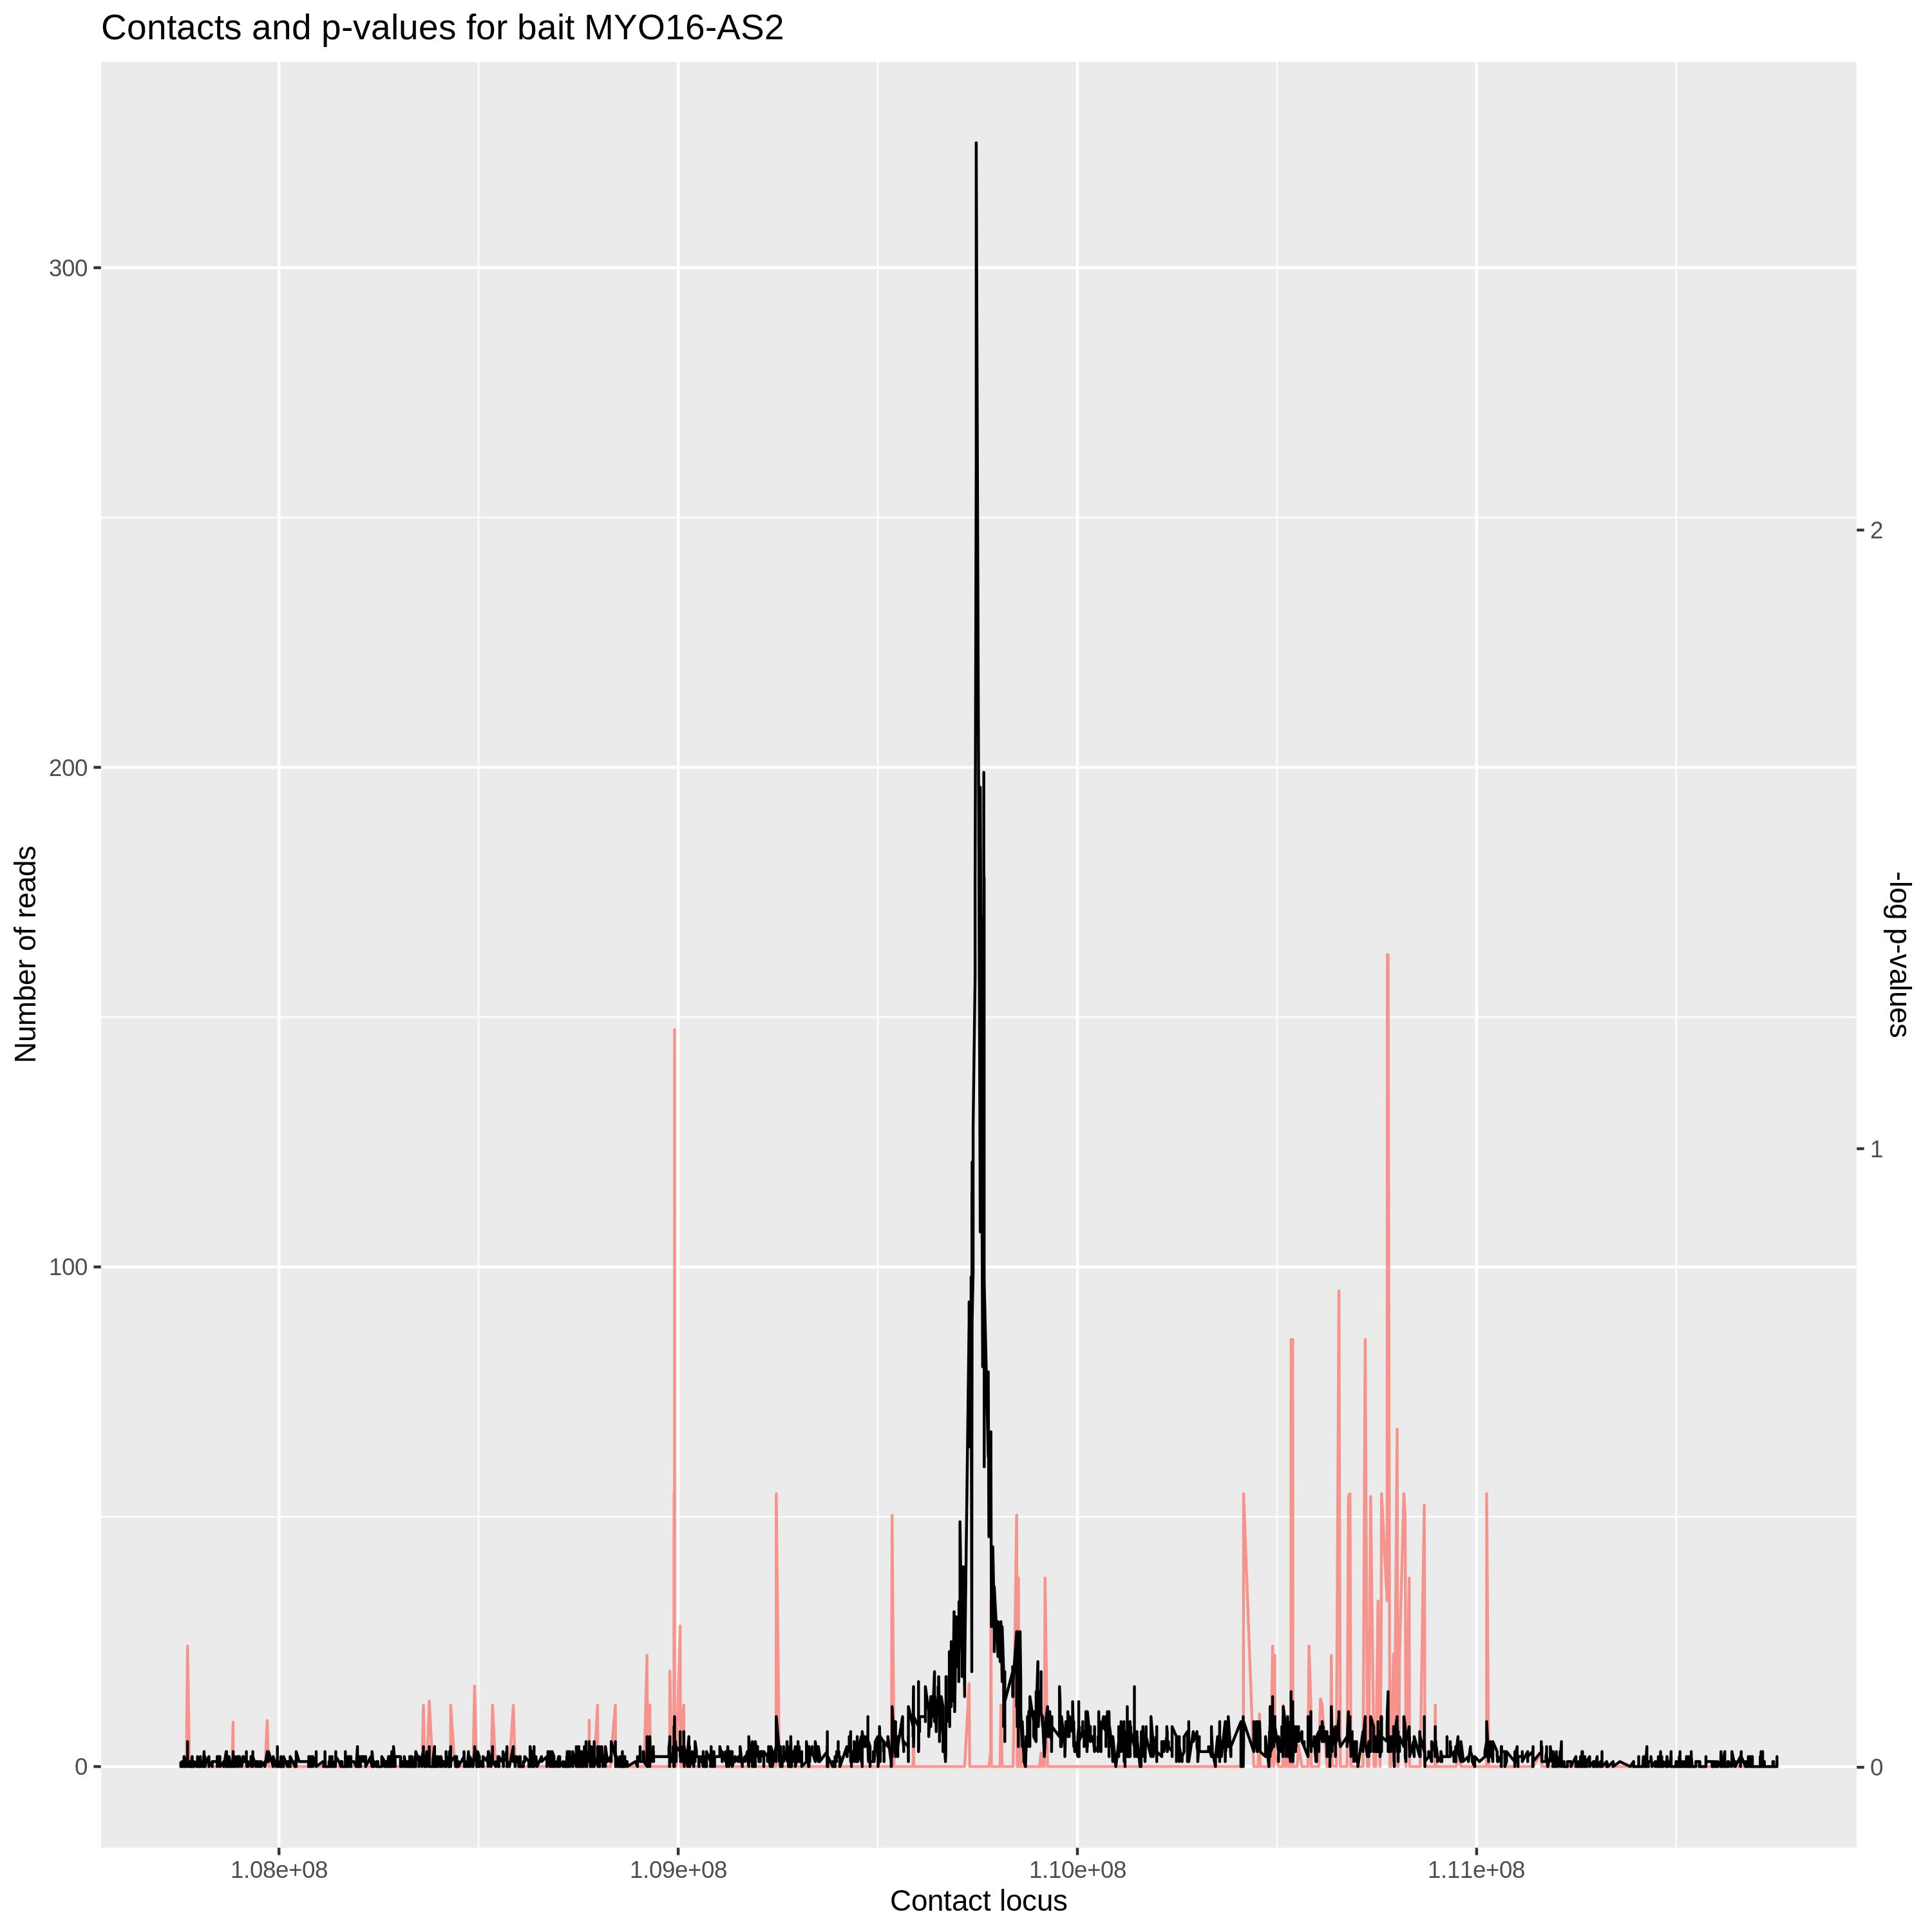 Contacts and p-values for bait MYO16-AS2
300
200
100
0
Number of reads
2
1
0
-log p-values
1.08e+08
1.09e+08
1.10e+08
1.11e+08
Contact locus